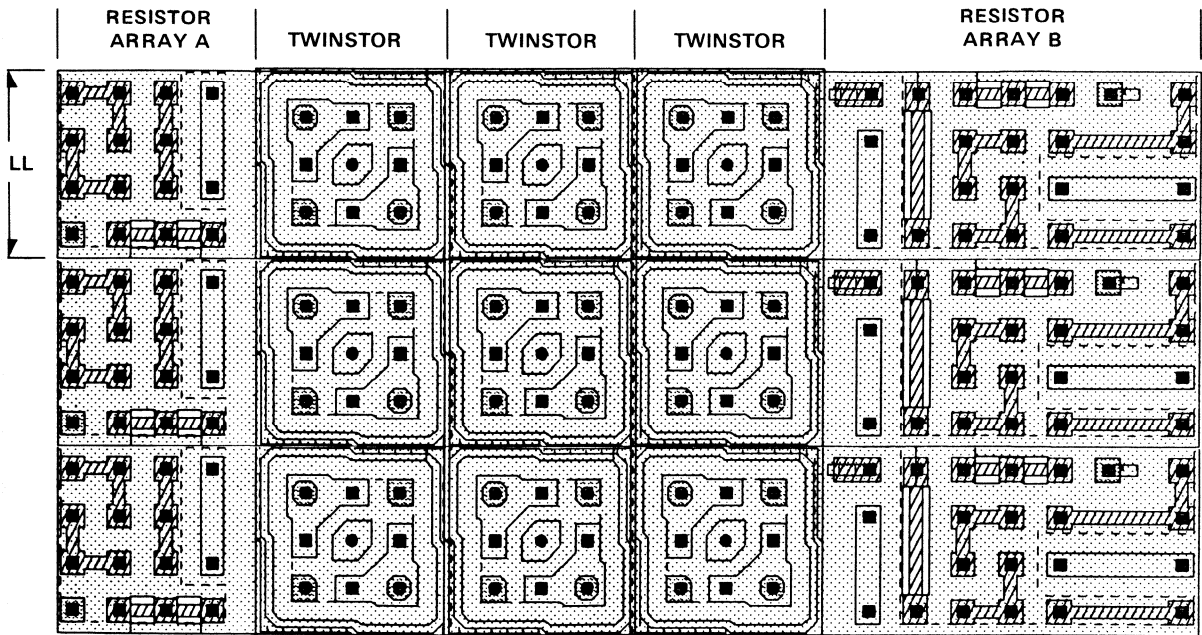 RESISTOR
ARRAY A
TWINSTOR
TWINSTOR
TWINSTOR
RESISTOR
ARRAY B
LL